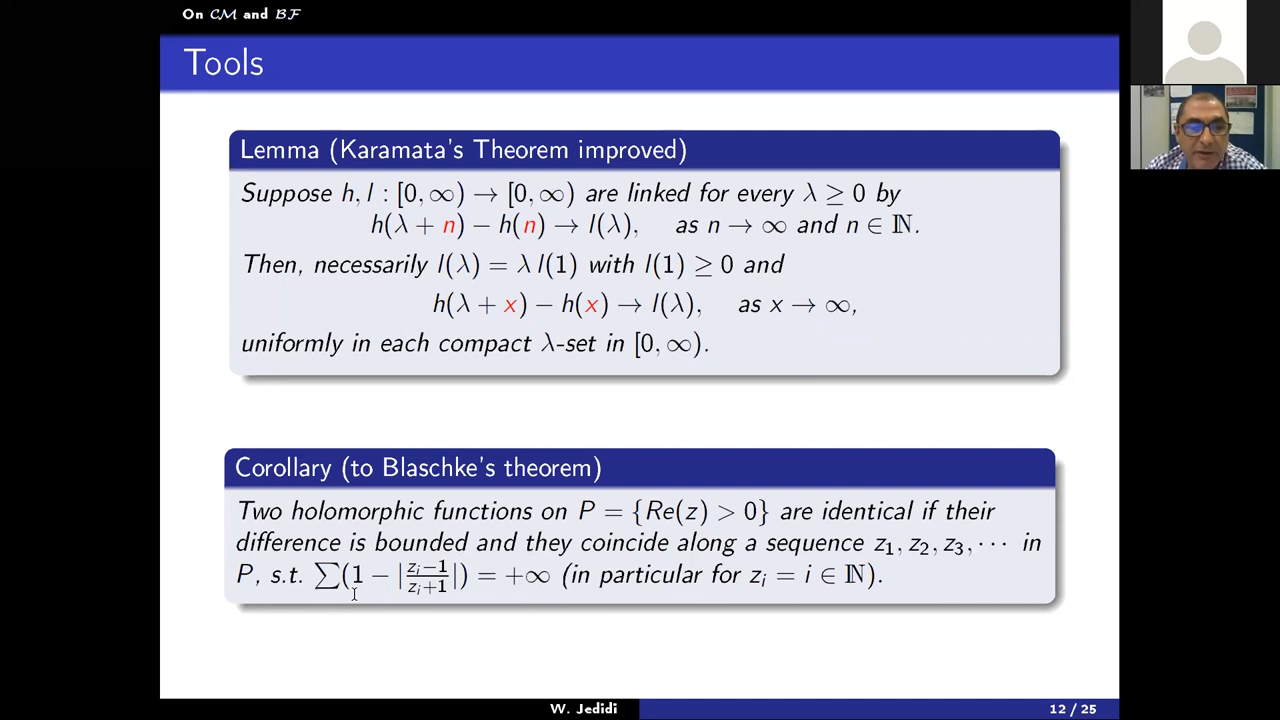 On 𝒞ℳ and ℬℱ
Tools
Lemma (Karamata's Theorem improved)
Suppose h, l : [0, ∞) → [0, ∞) are linked for every λ ≥ 0 by
h(λ + n) − h(n) → l(λ), as n → ∞ and n ∈ ℕ.
Then, necessarily l(λ) = λ l(1) with l(1) ≥ 0 and
h(λ + x) − h(x) → l(λ), as x → ∞,
uniformly in each compact λ-set in [0, ∞).
Corollary (to Blaschke's theorem)
Two holomorphic functions on P = {Re(z) > 0} are identical if their
difference is bounded and they coincide along a sequence z₁, z₂, z₃, ⋯ in
P, s.t. ∑(1 − |(zᵢ−1)/(zᵢ+1)|) = +∞ (in particular for zᵢ = i ∈ ℕ).
W. Jedidi
12 / 25